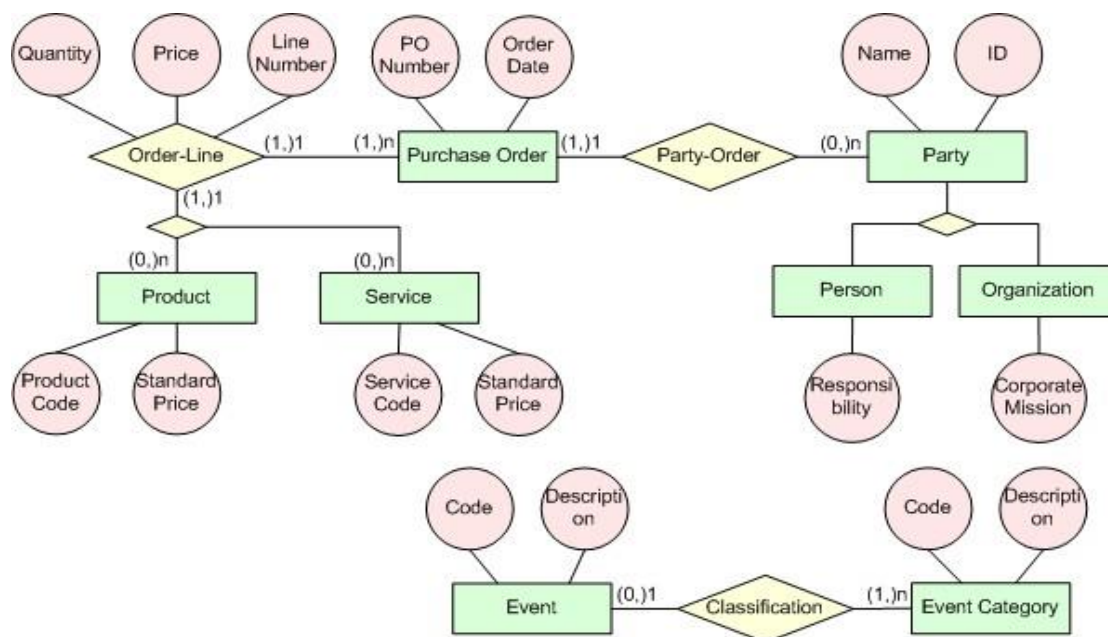 Quantity
Price
Line
Number
PO
Number
Order
Date
Name
ID
Order-Line
(1,)1
(1,)n
Purchase Order
(1,)1
Party-Order
(0,)n
Party
(1,)1
(0,)n
(0,)n
Product
Service
Person
Organization
Product
Code
Standard
Price
Service
Code
Standard
Price
Responsi
bility
Corporate
Mission
Code
Descripti
on
Code
Descripti
on
Event
(0,)1
Classification
(1,)n
Event Category